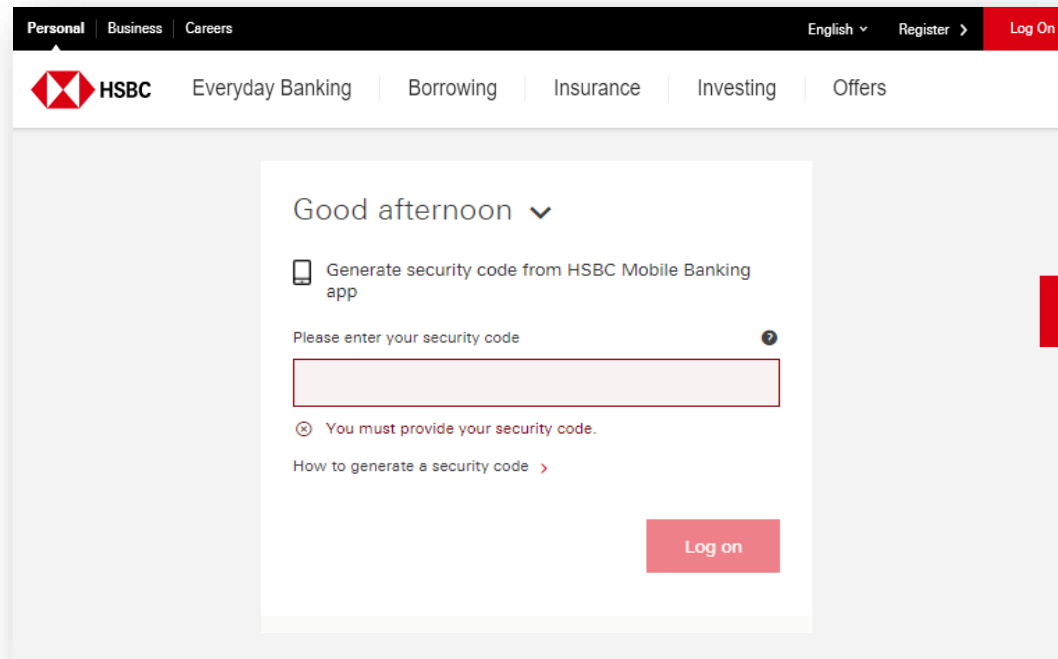 Personal Business Careers English Register Log On
HSBC Everyday Banking Borrowing Insurance Investing Offers
Good afternoon
Generate security code from HSBC Mobile Banking
app
Please enter your security code ?
You must provide your security code.
How to generate a security code
Log on